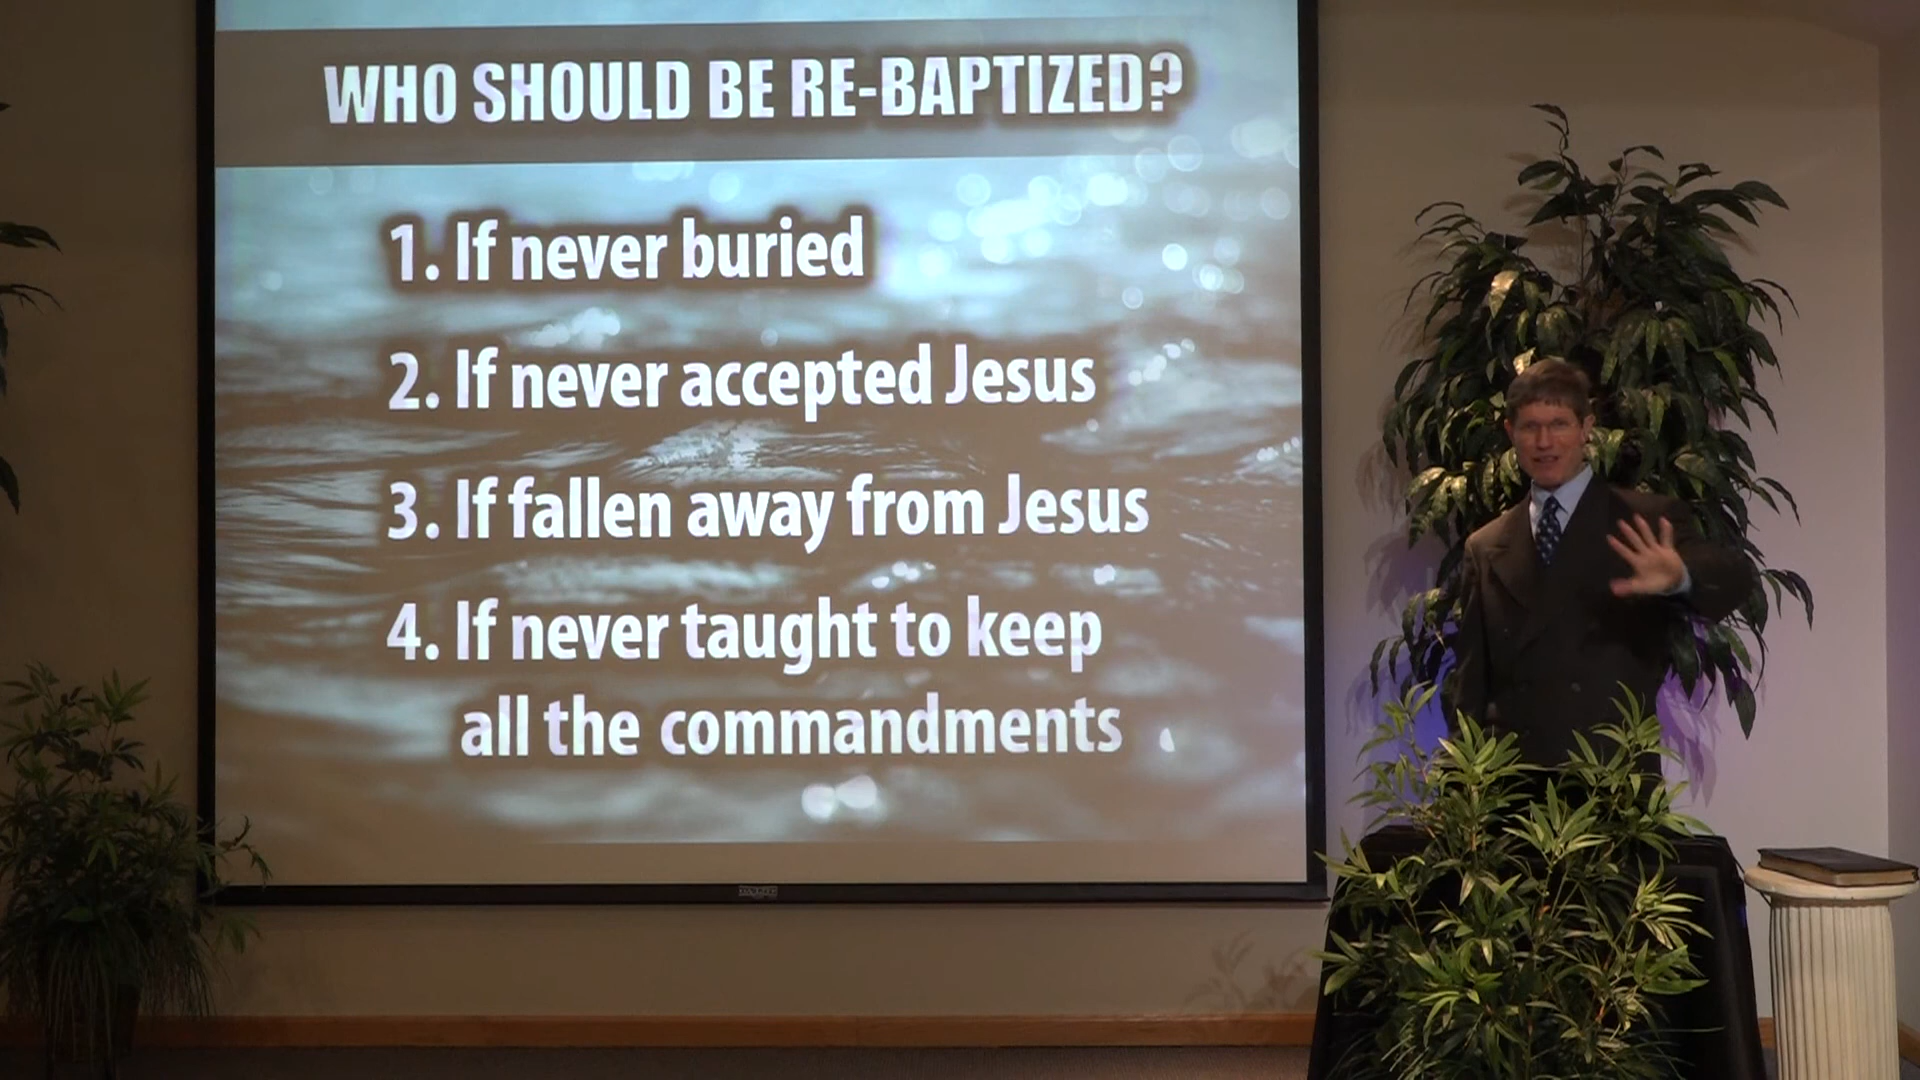 WHO SHOULD BE RE-BAPTIZED?
1. If never buried
2. If never accepted Jesus
3. If fallen away from Jesus
4. If never taught to keep
all the commandments